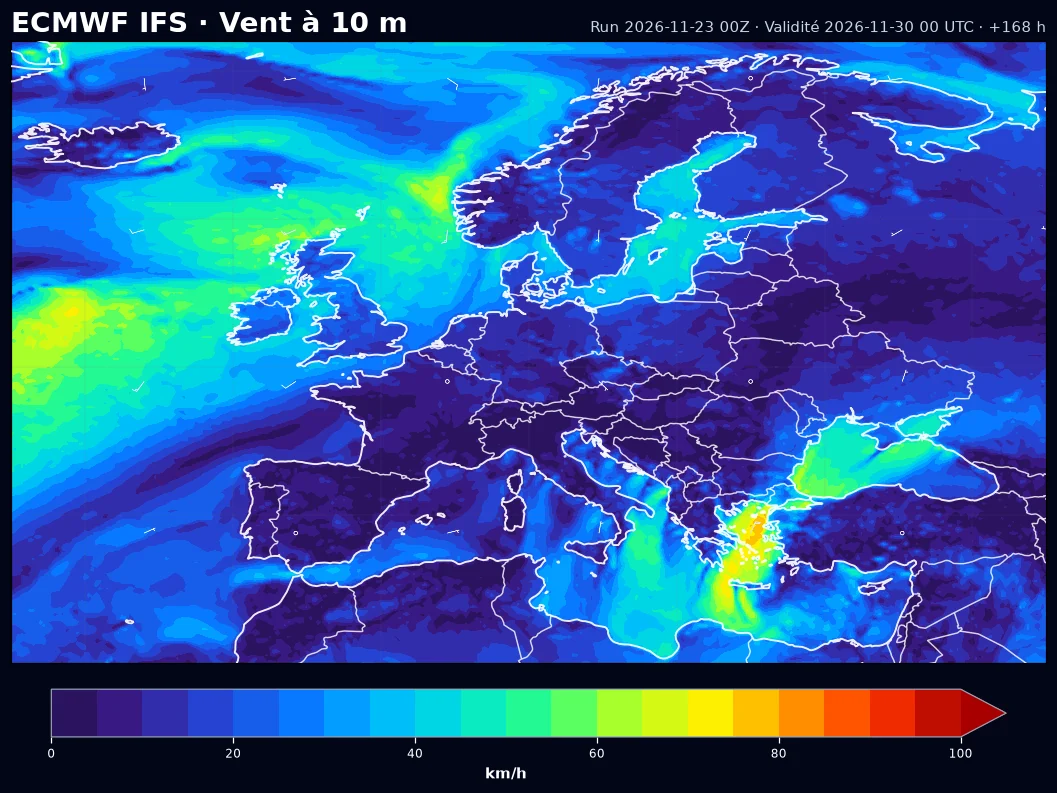 ECMWF IFS · Vent à 10 m
Run 2026-11-23 00Z · Validité 2026-11-30 00 UTC · +168 h
0 20 40 60 80 100
km/h